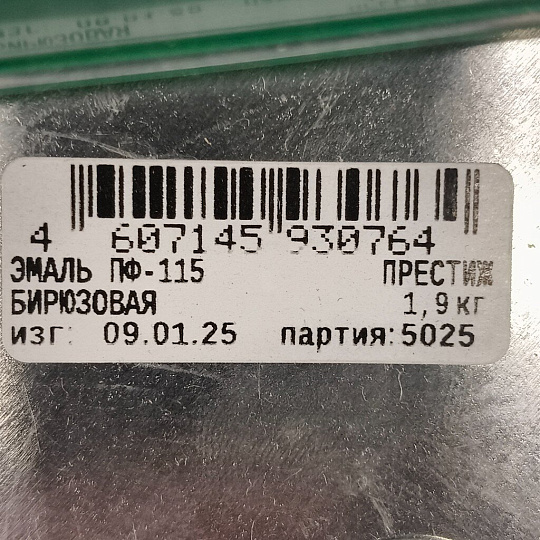 4 607145 930764
ЭМАЛЬ ПФ-115 ПРЕСТИЖ
БИРЮЗОВАЯ 1,9 кг
изг: 09.01.25 партия: 5025